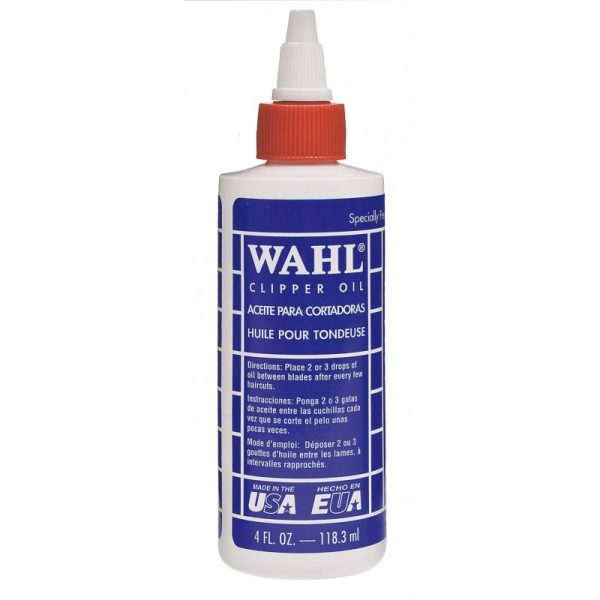 Specially
WAHL®
CLIPPER OIL
ACEITE PARA CORTADORAS
HUILE POUR TONDEUSE
Directions: Place 2 or 3 drops of
oil between blades after every few
haircuts.
Instrucciones: Ponga 2 o 3 gotas
de aceite entre las cuchillas cada
vez que se corte el pelo unas
pocas veces.
Mode d'emploi: Déposer 2 ou 3
gouttes d'huile entre les lames, à
intervalles rapprochés.
MADE IN THE HECHO EN
USA EUA
4 FL. OZ. — 118.3 ml